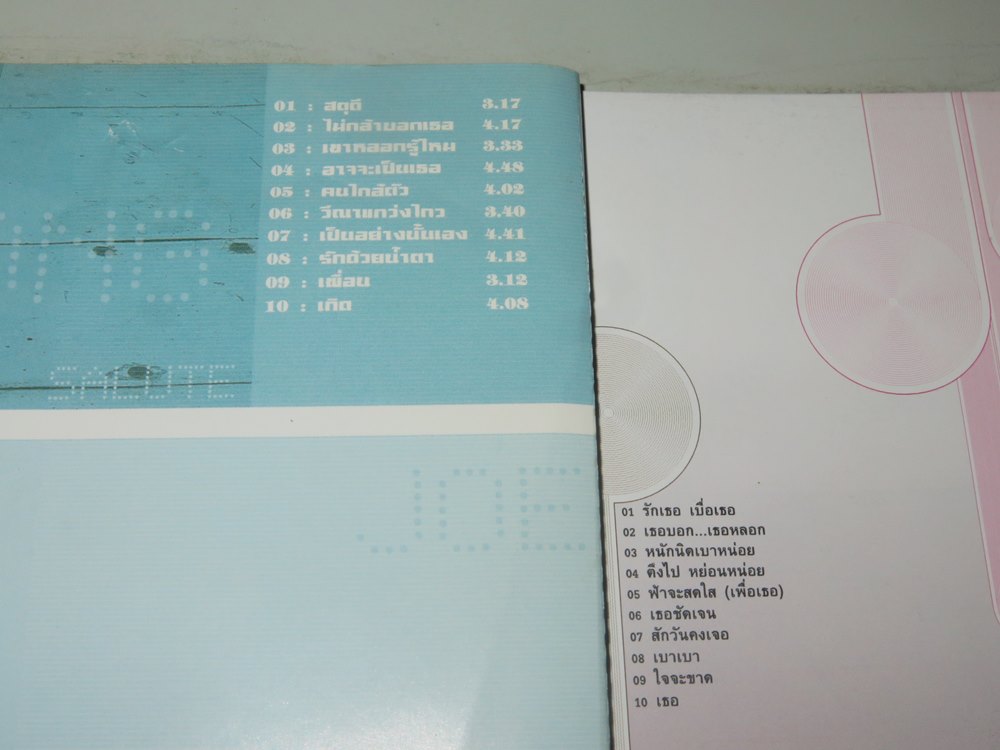 01 : สดุดี 3.17
02 : ไม่กล้าบอกเธอ 4.17
03 : เขาหลอกรู้ไหม 3.33
04 : อาจจะเป็นเธอ 4.48
05 : คนใกล้ตัว 4.02
06 : วีณาแกว่งไกว 3.40
07 : เป็นอย่างนั้นเอง 4.41
08 : รักด้วยน้ำตา 4.12
09 : เพื่อน 3.12
10 : เกิด 4.08
SALUTE
JOE
01 รักเธอ เบื่อเธอ
02 เธอบอก...เธอหลอก
03 หนักนิดเบาหน่อย
04 ตึงไป หย่อนหน่อย
05 ฟ้าจะสดใส (เพื่อเธอ)
06 เธอชัดเจน
07 สักวันคงเจอ
08 เบาเบา
09 ใจจะขาด
10 เธอ